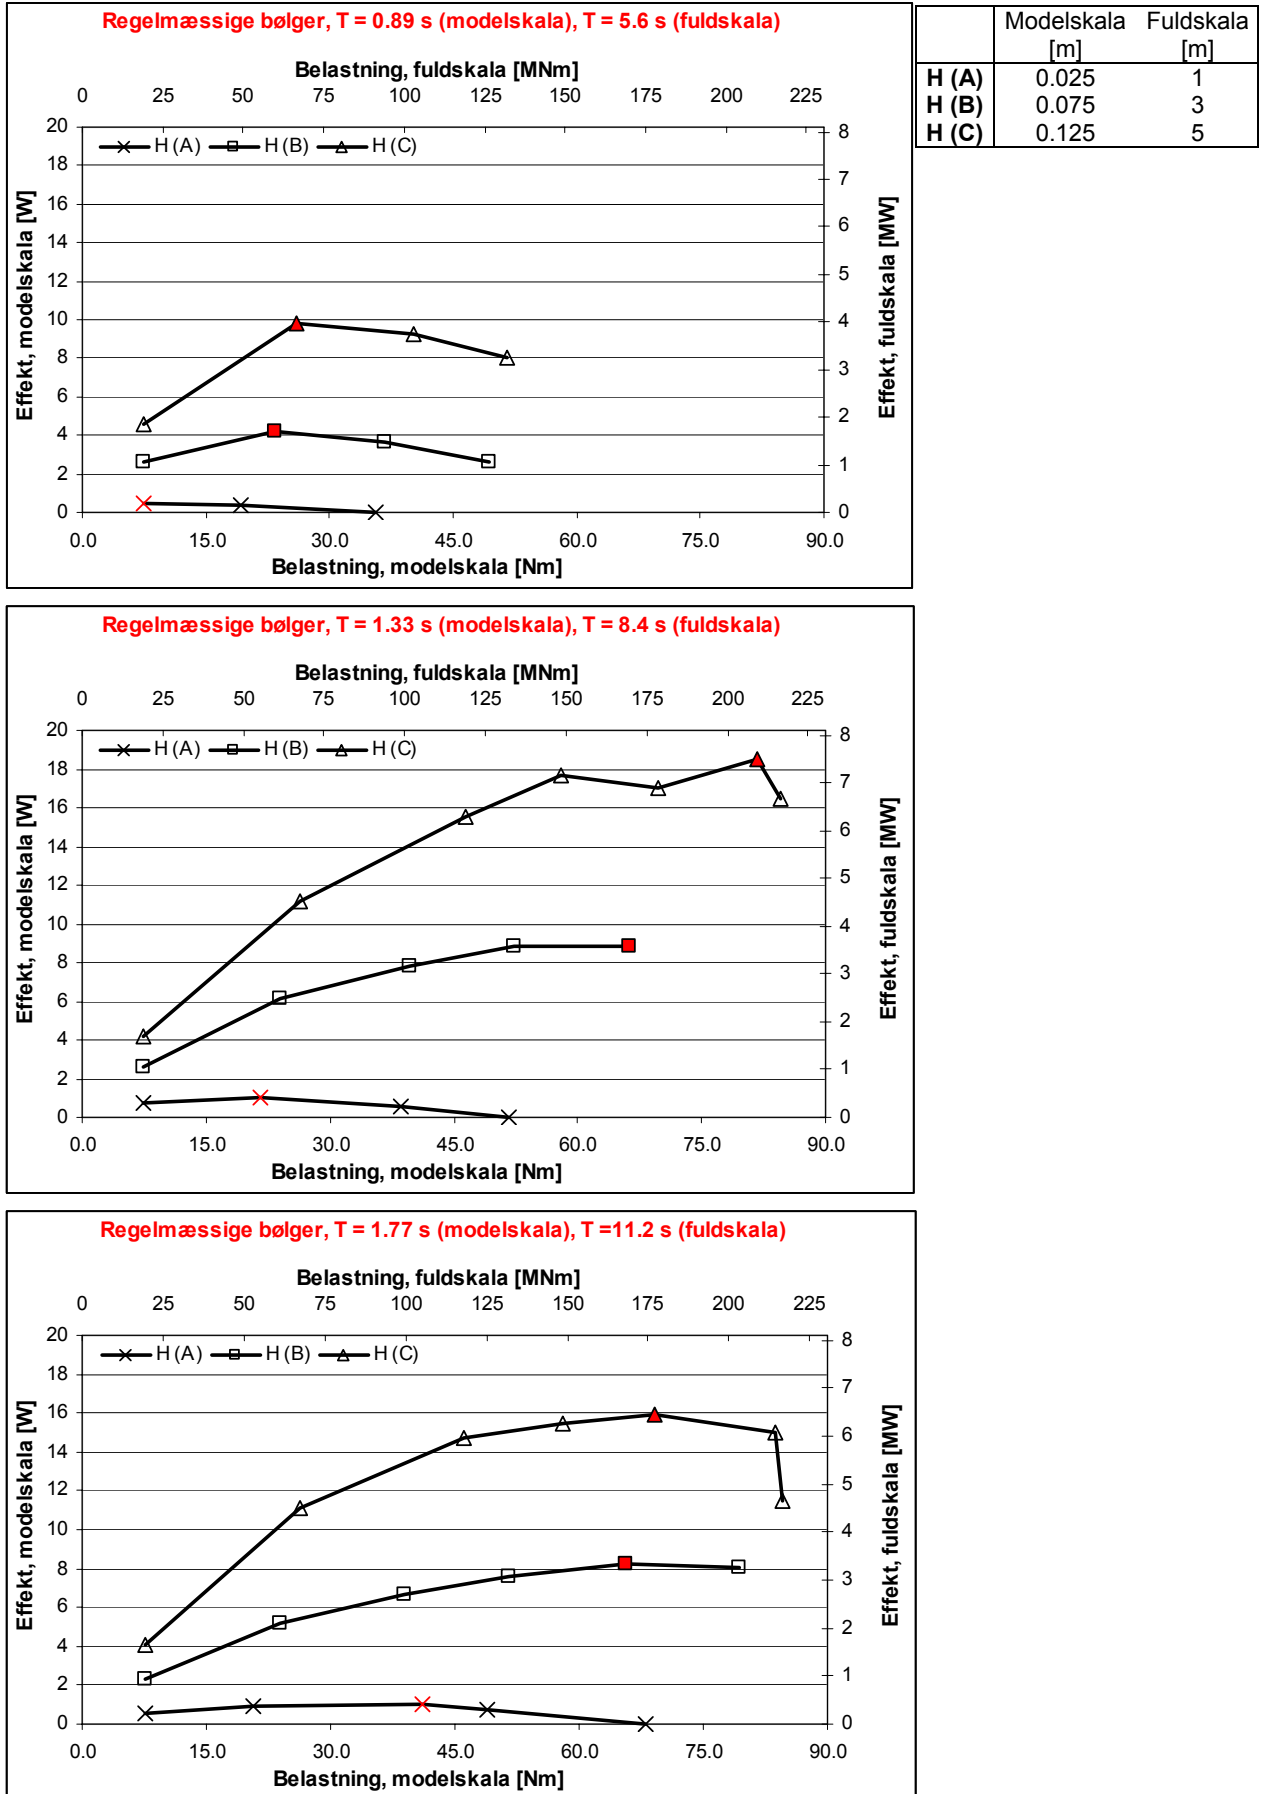 Regelmæssige bølger, T = 0.89 s (modelskala), T = 5.6 s (fuldskala)
Belastning, fuldskala [MNm]
0 25 50 75 100 125 150 175 200 225
Effekt, modelskala [W]
20
18
16
14
12
10
8
6
4
2
0
H (A) H (B) H (C)
8
7
6
5
4
3
2
1
0
Effekt, fuldskala [MW]
0.0 15.0 30.0 45.0 60.0 75.0 90.0
Belastning, modelskala [Nm]
Modelskala Fuldskala
[m] [m]
H (A) 0.025 1
H (B) 0.075 3
H (C) 0.125 5
Regelmæssige bølger, T = 1.33 s (modelskala), T = 8.4 s (fuldskala)
Belastning, fuldskala [MNm]
0 25 50 75 100 125 150 175 200 225
Effekt, modelskala [W]
20
18
16
14
12
10
8
6
4
2
0
H (A) H (B) H (C)
8
7
6
5
4
3
2
1
0
Effekt, fuldskala [MW]
0.0 15.0 30.0 45.0 60.0 75.0 90.0
Belastning, modelskala [Nm]
Regelmæssige bølger, T = 1.77 s (modelskala), T =11.2 s (fuldskala)
Belastning, fuldskala [MNm]
0 25 50 75 100 125 150 175 200 225
Effekt, modelskala [W]
20
18
16
14
12
10
8
6
4
2
0
H (A) H (B) H (C)
8
7
6
5
4
3
2
1
0
Effekt, fuldskala [MW]
0.0 15.0 30.0 45.0 60.0 75.0 90.0
Belastning, modelskala [Nm]